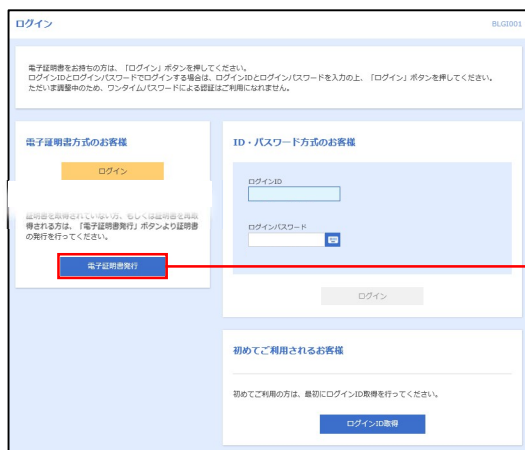 ログイン
BLGI001
電子証明書をお持ちの方は、「ログイン」ボタンを押してください。
ログインIDとログインパスワードでログインする場合は、ログインIDとログインパスワードを入力の上、「ログイン」ボタンを押してください。
ただいま調整中のため、ワンタイムパスワードによる認証はご利用になれません。
電子証明書方式のお客様
ログイン
証明書を取得されていない方、もしくは証明書を再取
得される方は、「電子証明書発行」ボタンより証明書
の発行を行ってください。
電子証明書発行
ID・パスワード方式のお客様
ログインID
ログインパスワード
ログイン
初めてご利用されるお客様
初めてご利用の方は、最初にログインID取得を行ってください。
ログインID取得